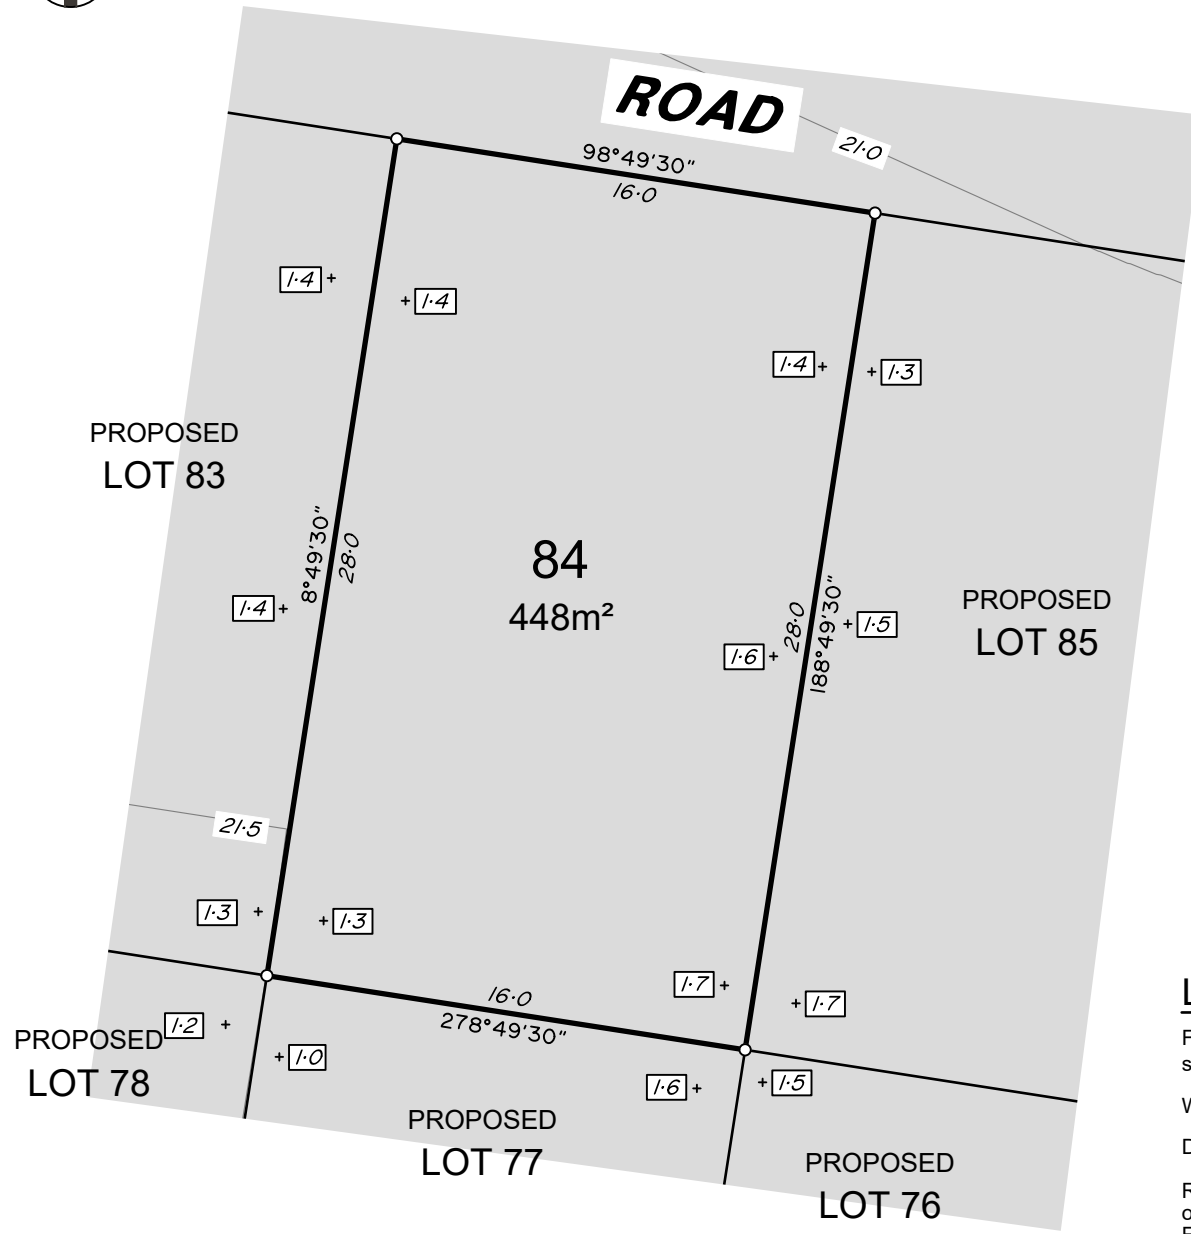 ROAD
21·0
98°49'30"
16·0
1·4
1·4
1·4
1·3
PROPOSED
LOT 83
8°49'30"
28·0
84
448m²
1·4
28·0
188°49'30"
1·5
1·6
PROPOSED
LOT 85
21·5
1·3
1·3
1·7
1·7
16·0
278°49'30"
1·2
PROPOSED
LOT 78
1·0
1·6
1·5
PROPOSED
LOT 77
PROPOSED
LOT 76